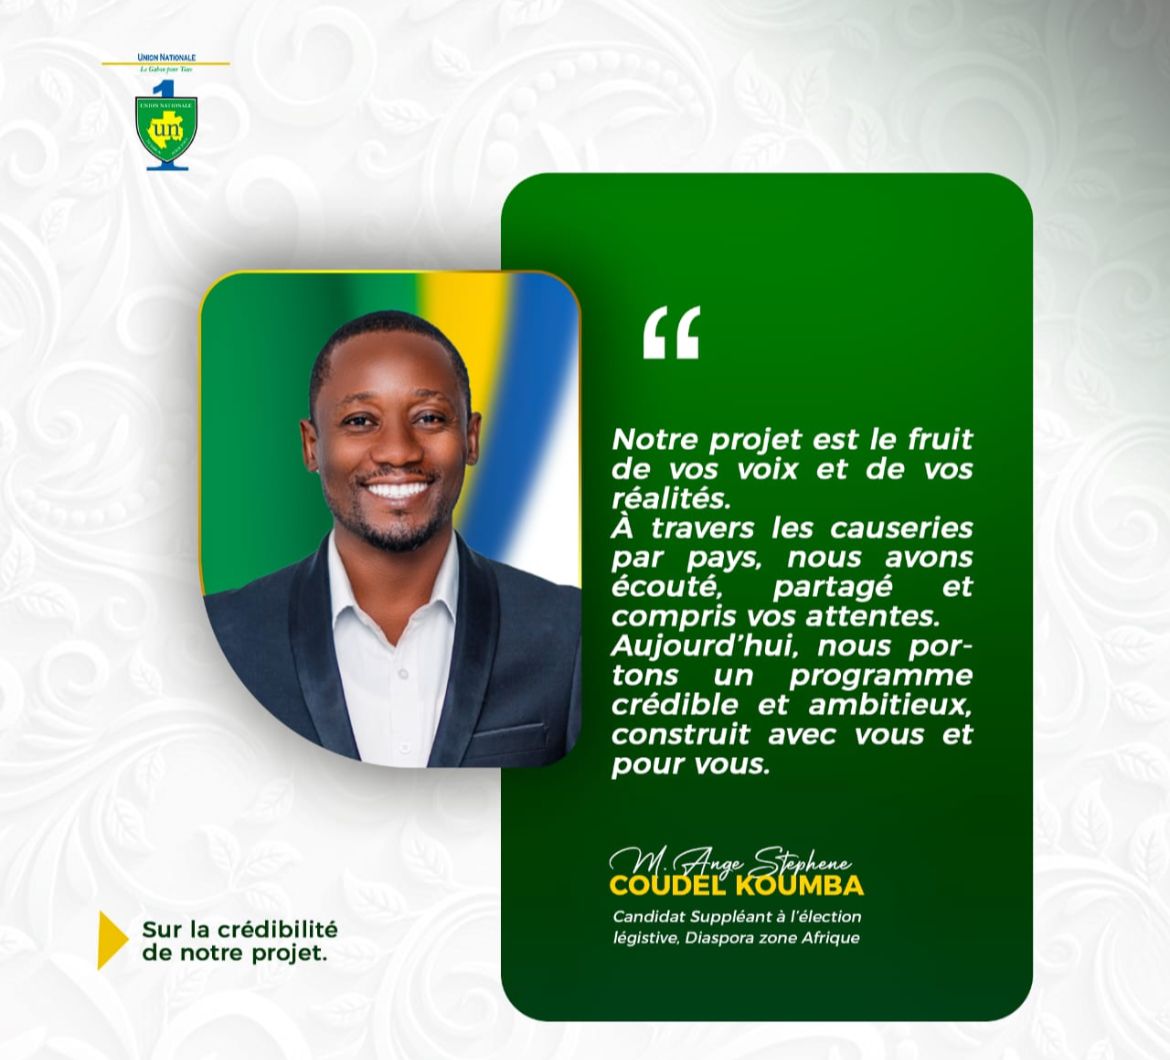 UNION NATIONALE
Le Gabon pour Tous
1
UNION NATIONALE
un
“
Notre projet est le fruit
de vos voix et de vos
réalités.
À travers les causeries
par pays, nous avons
écouté, partagé et
compris vos attentes.
Aujourd’hui, nous por-
tons un programme
crédible et ambitieux,
construit avec vous et
pour vous.
M. Ange Stephene
COUDEL KOUMBA
Candidat Suppléant à l’élection
légistive, Diaspora zone Afrique
Sur la crédibilité
de notre projet.